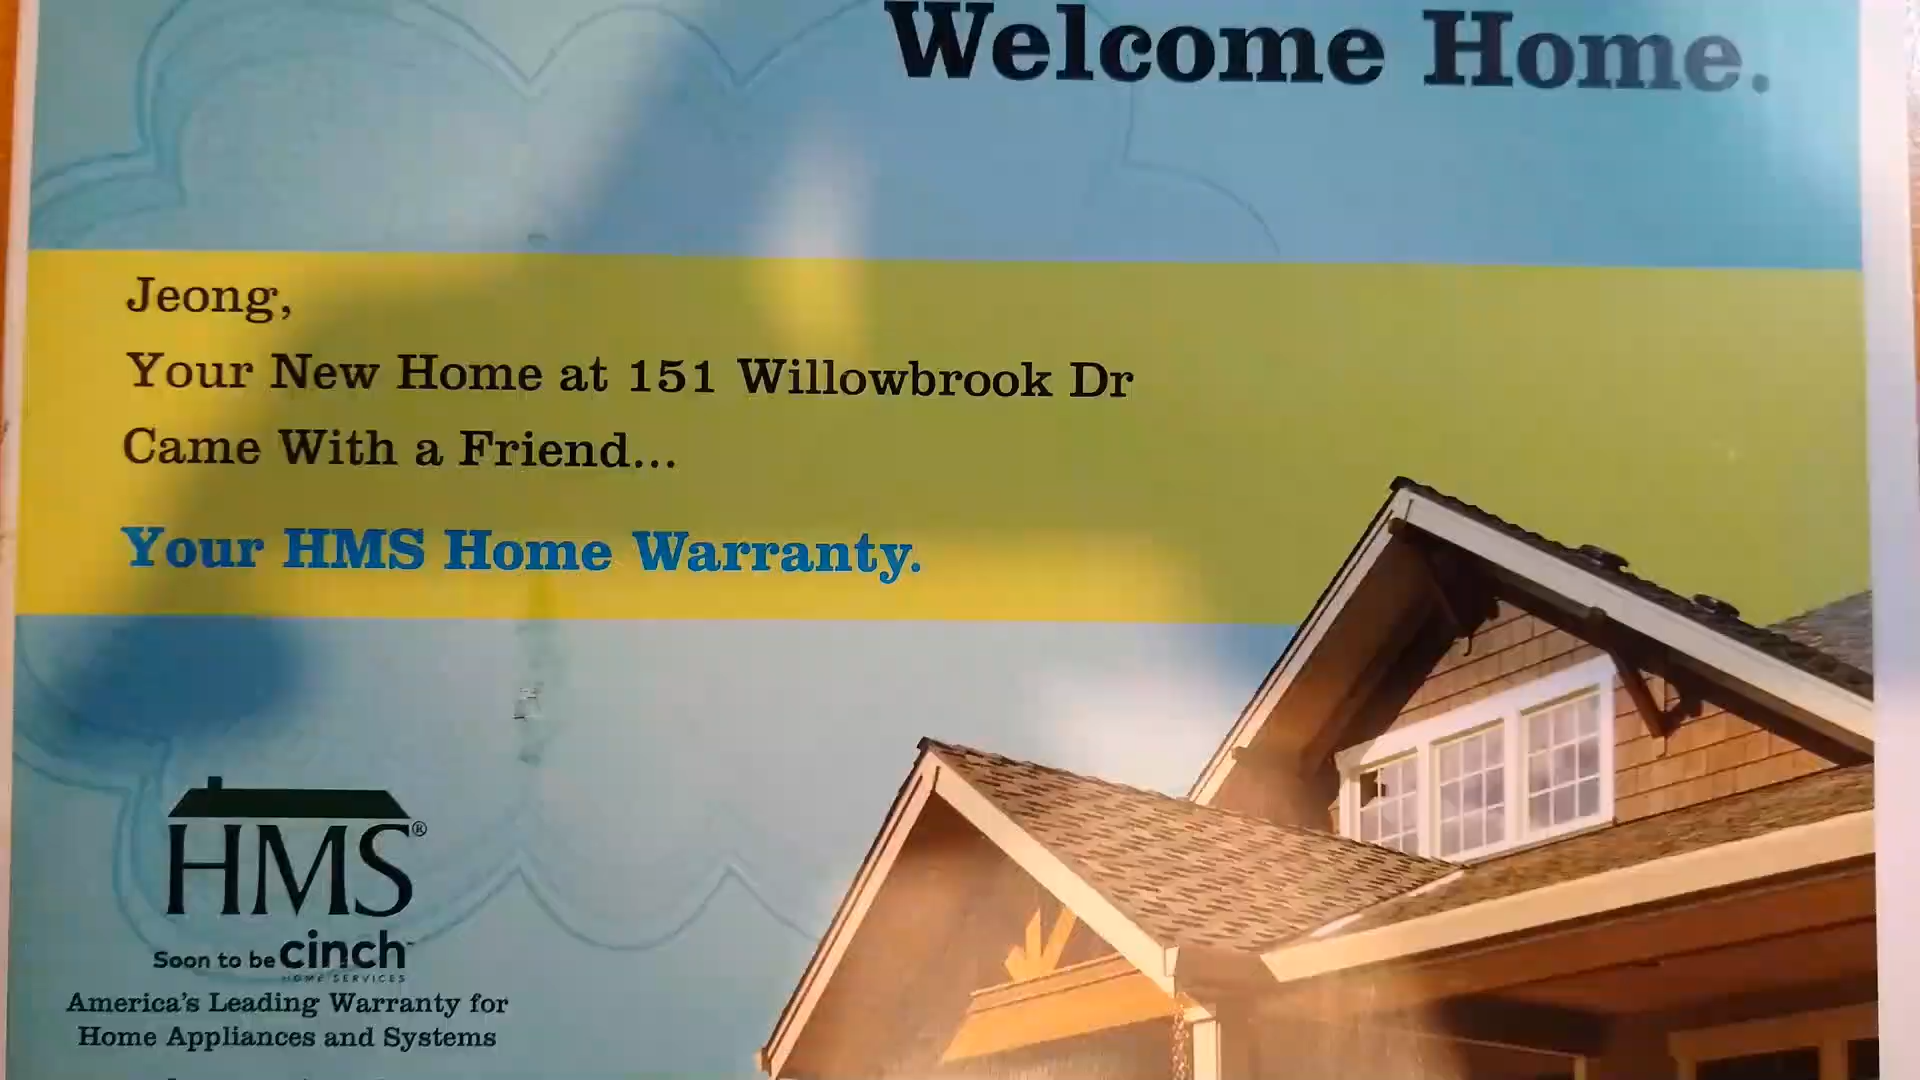 Welcome Home.
Jeong,
Your New Home at 151 Willowbrook Dr
Came With a Friend...
Your HMS Home Warranty.
HMS®
Soon to be cinch™
HOME SERVICES
America's Leading Warranty for
Home Appliances and Systems